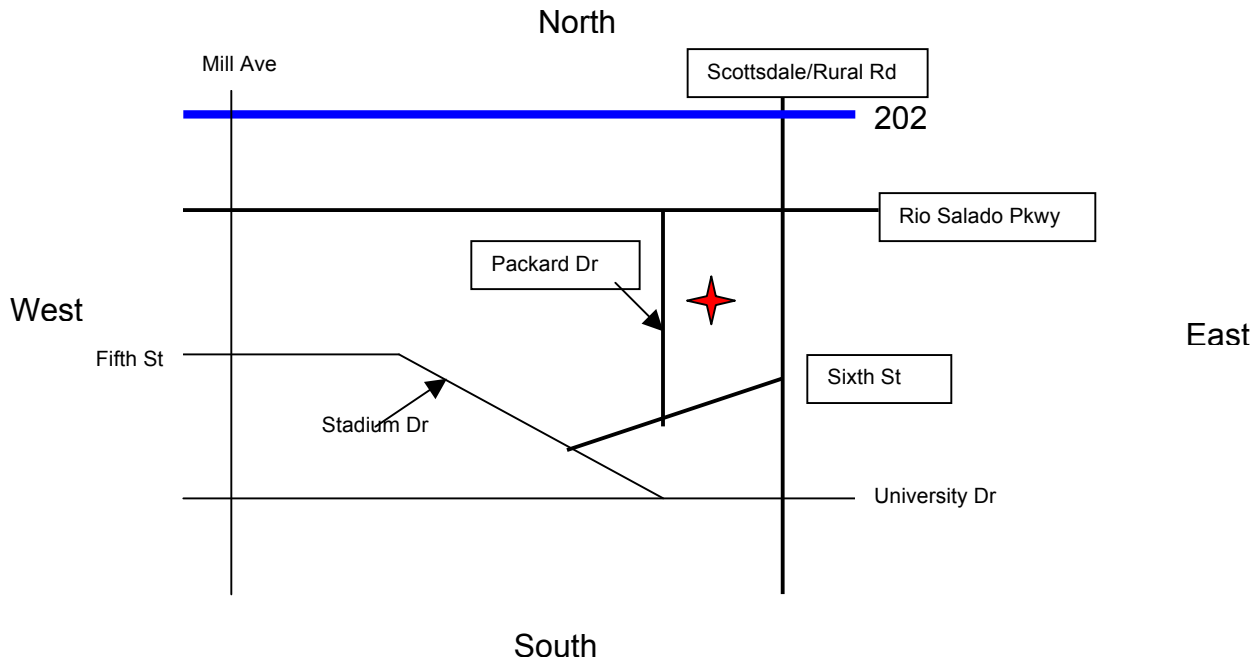 North
Mill Ave
Scottsdale/Rural Rd
202
Rio Salado Pkwy
Packard Dr
West
East
Fifth St
Sixth St
Stadium Dr
University Dr
South